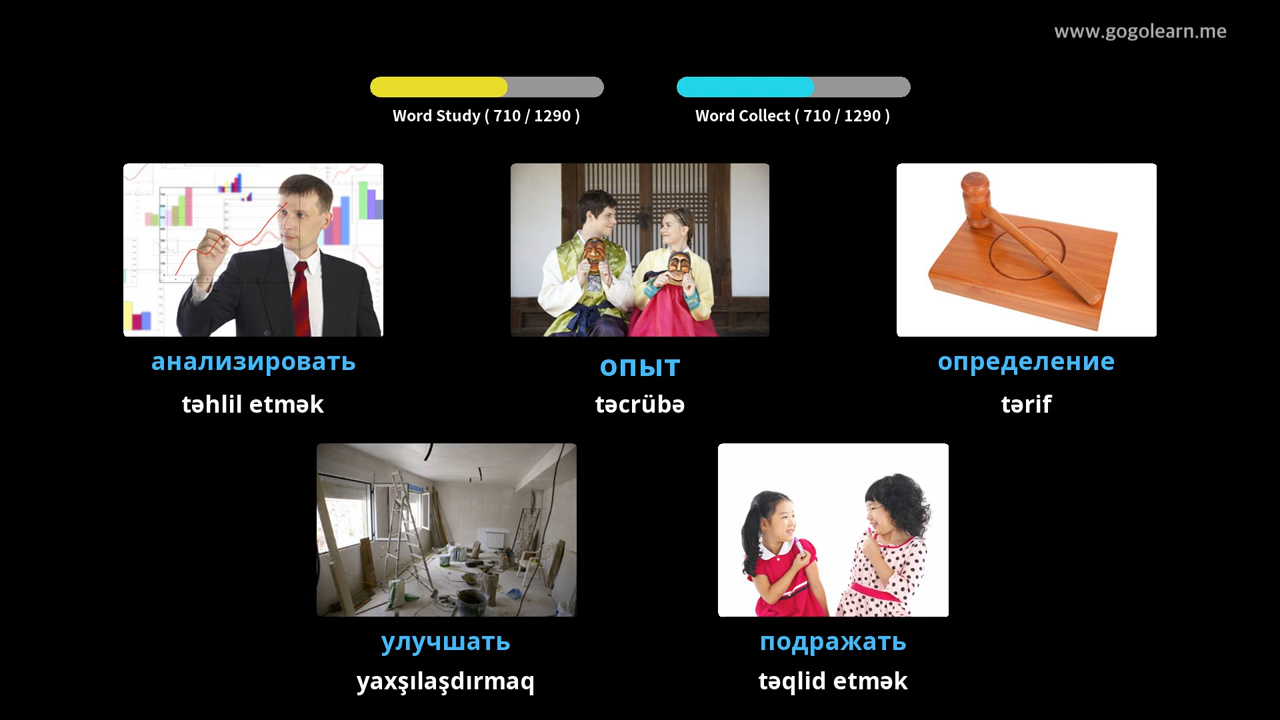 www.gogolearn.me
Word Study ( 710 / 1290 )
Word Collect ( 710 / 1290 )
анализировать
təhlil etmək
опыт
təcrübə
определение
tərif
улучшать
yaxşılaşdırmaq
подражать
təqlid etmək